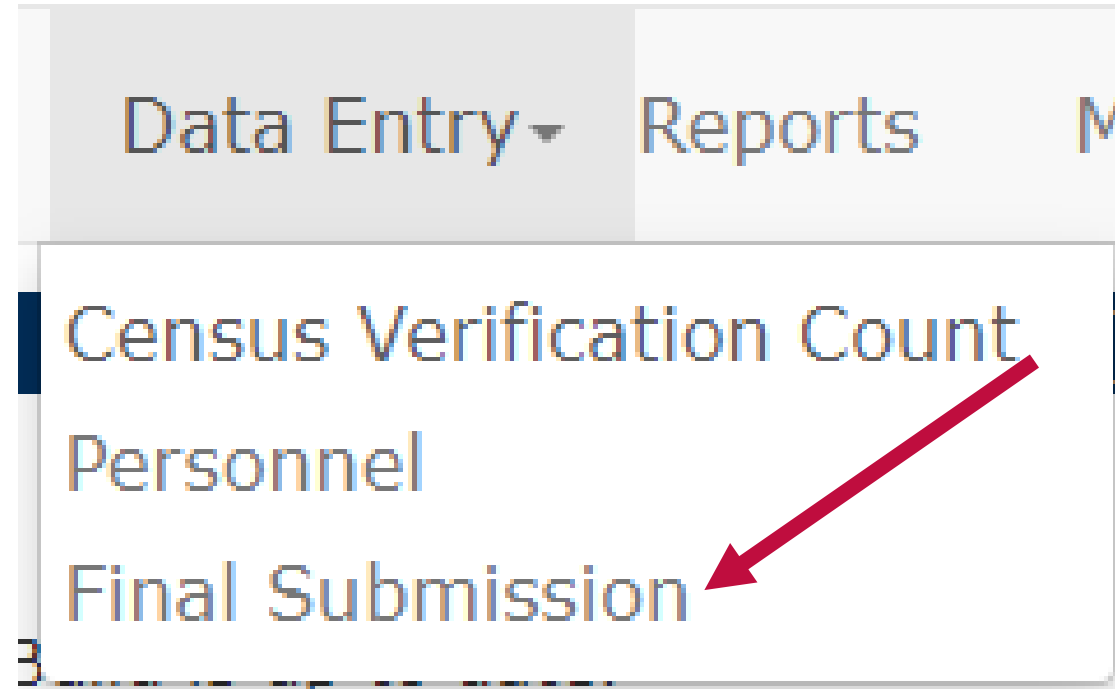 Data Entry Reports
Census Verification Count
Personnel
Final Submission